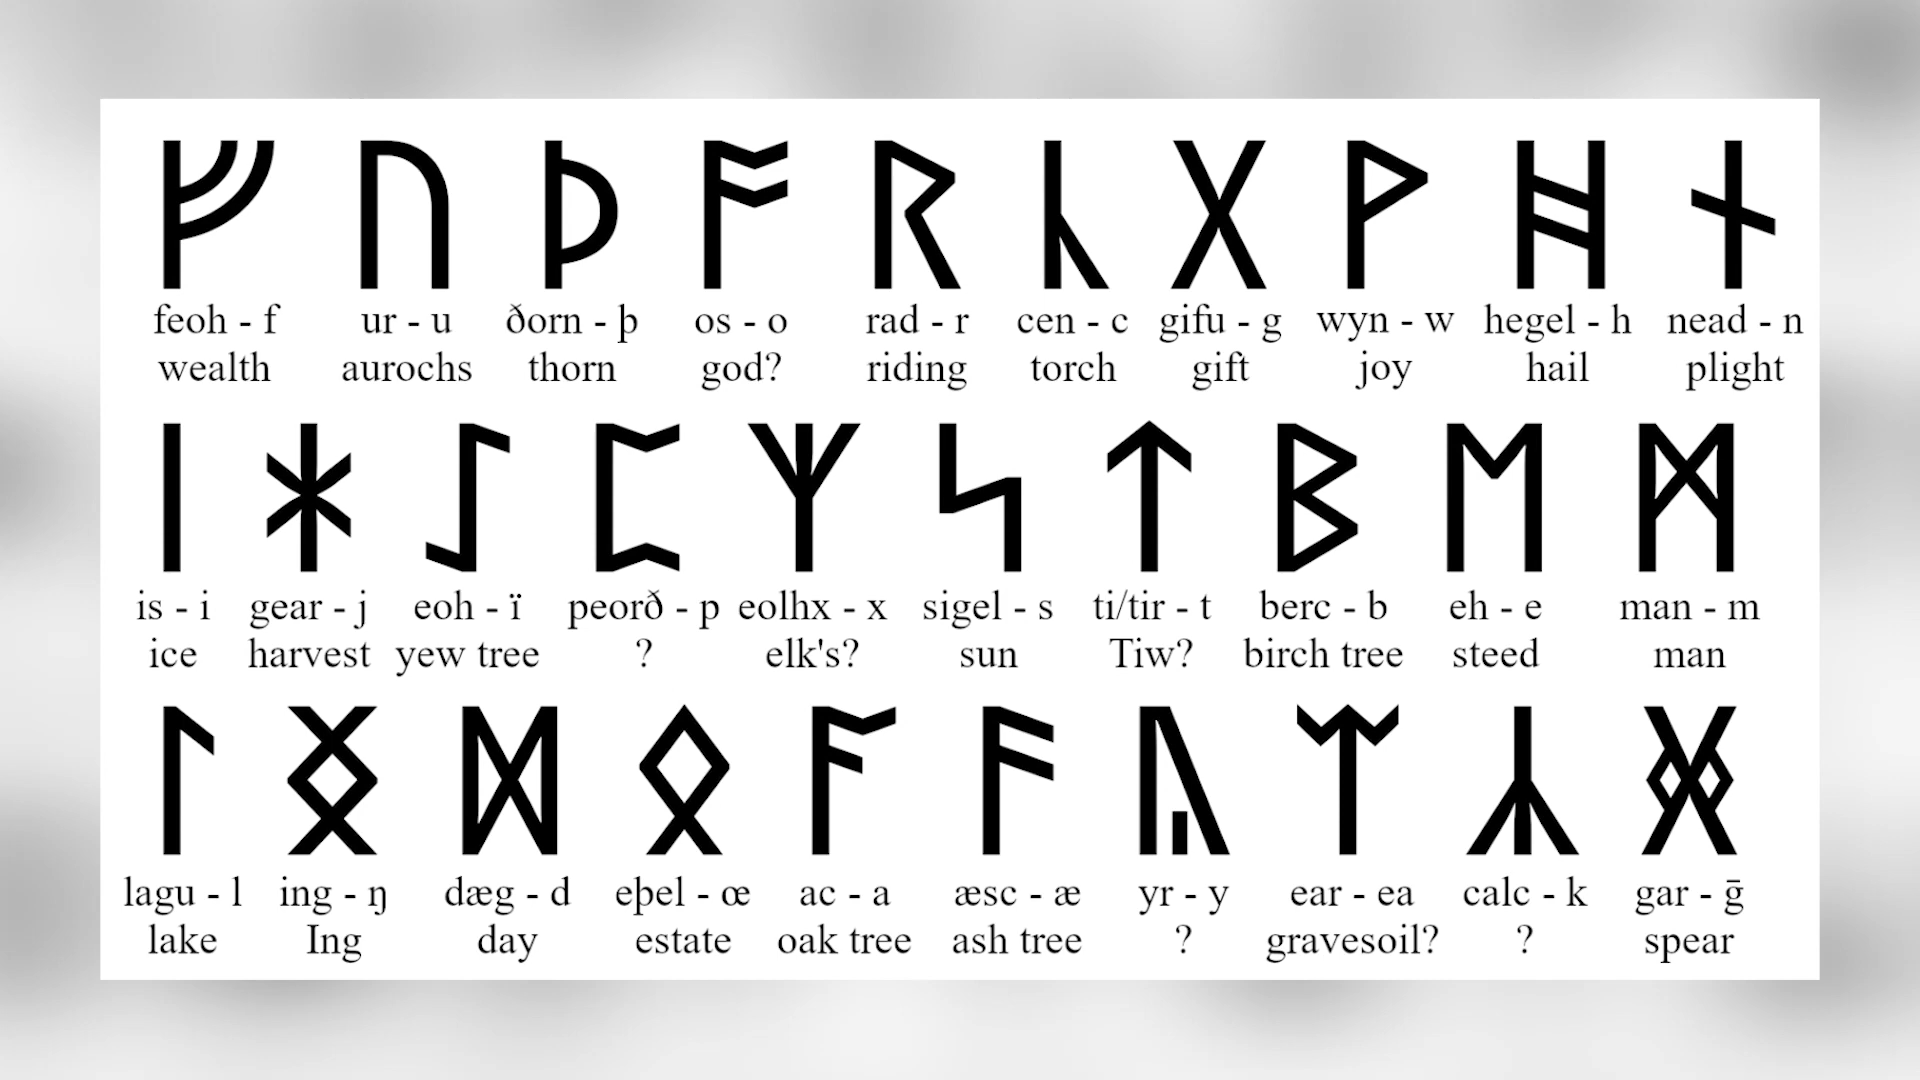 ᚠ ᚢ ᚦ ᚩ ᚱ ᚳ ᚷ ᚹ ᚻ ᚾ
feoh - f ur - u ðorn - þ os - o rad - r cen - c gifu - g wyn - w hegel - h nead - n
wealth aurochs thorn god? riding torch gift joy hail plight
ᛁ ᛡ ᛇ ᛈ ᛉ ᛋ ᛏ ᛒ ᛖ ᛗ
is - i gear - j eoh - ï peorð - p eolhx - x sigel - s ti/tir - t berc - b eh - e man - m
ice harvest yew tree ? elk's? sun Tiw? birch tree steed man
ᛚ ᛝ ᛞ ᛟ ᚪ ᚫ ᚣ ᛠ ᛣ ᚸ
lagu - l ing - ŋ dæg - d eþel - œ ac - a æsc - æ yr - y ear - ea calc - k gar - ḡ
lake Ing day estate oak tree ash tree ? gravesoil? ? spear